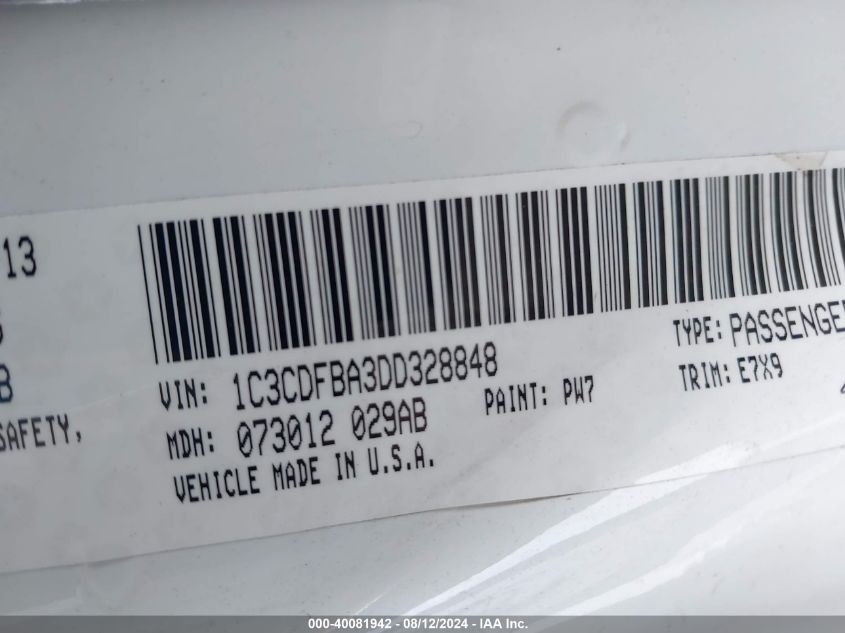 13
B
SAFETY,
VIN: 1C3CDFBA3DD328848
TYPE: PASSENGER
MDH: 073012 029AB
PAINT: PW7
TRIM: E7X9
VEHICLE MADE IN U.S.A.
000-40081942 - 08/12/2024 - IAA Inc.